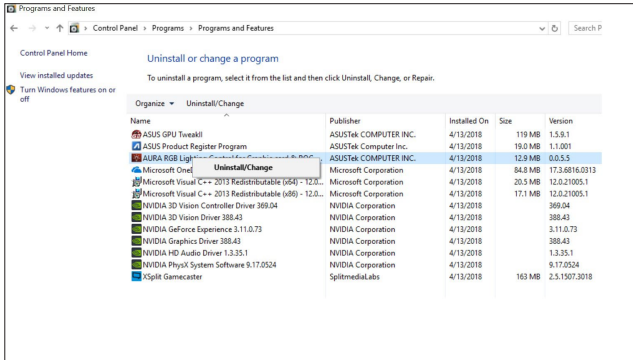 Programs and Features
Control Panel > Programs > Programs and Features
Search P
Control Panel Home
View installed updates
Turn Windows features on or
off
Uninstall or change a program
To uninstall a program, select it from the list and then click Uninstall, Change, or Repair.
Organize Uninstall/Change
Name Publisher Installed On Size Version
ASUS GPU TweakII ASUSTek COMPUTER INC. 4/13/2018 119 MB 1.5.9.1
ASUS Product Register Program ASUSTek Computer Inc. 4/13/2018 19.0 MB 1.1.001
AURA RGB Lighting Control for Graphic card & ROG ... ASUSTek COMPUTER INC. 4/13/2018 12.9 MB 0.0.5.5
Uninstall/Change
Microsoft OneD Microsoft Corporation 4/13/2018 84.8 MB 17.3.6816.0313
Microsoft Visual C++ 2013 Redistributable (x64) - 12.0... Microsoft Corporation 4/13/2018 20.5 MB 12.0.21005.1
Microsoft Visual C++ 2013 Redistributable (x86) - 12.0... Microsoft Corporation 4/13/2018 17.1 MB 12.0.21005.1
NVIDIA 3D Vision Controller Driver 369.04 NVIDIA Corporation 4/13/2018 369.04
NVIDIA 3D Vision Driver 388.43 NVIDIA Corporation 4/13/2018 388.43
NVIDIA GeForce Experience 3.11.0.73 NVIDIA Corporation 4/13/2018 3.11.0.73
NVIDIA Graphics Driver 388.43 NVIDIA Corporation 4/13/2018 388.43
NVIDIA HD Audio Driver 1.3.35.1 NVIDIA Corporation 4/13/2018 1.3.35.1
NVIDIA PhysX System Software 9.17.0524 NVIDIA Corporation 4/13/2018 9.17.0524
XSplit Gamecaster SplitmediaLabs 4/13/2018 163 MB 2.5.1507.3018